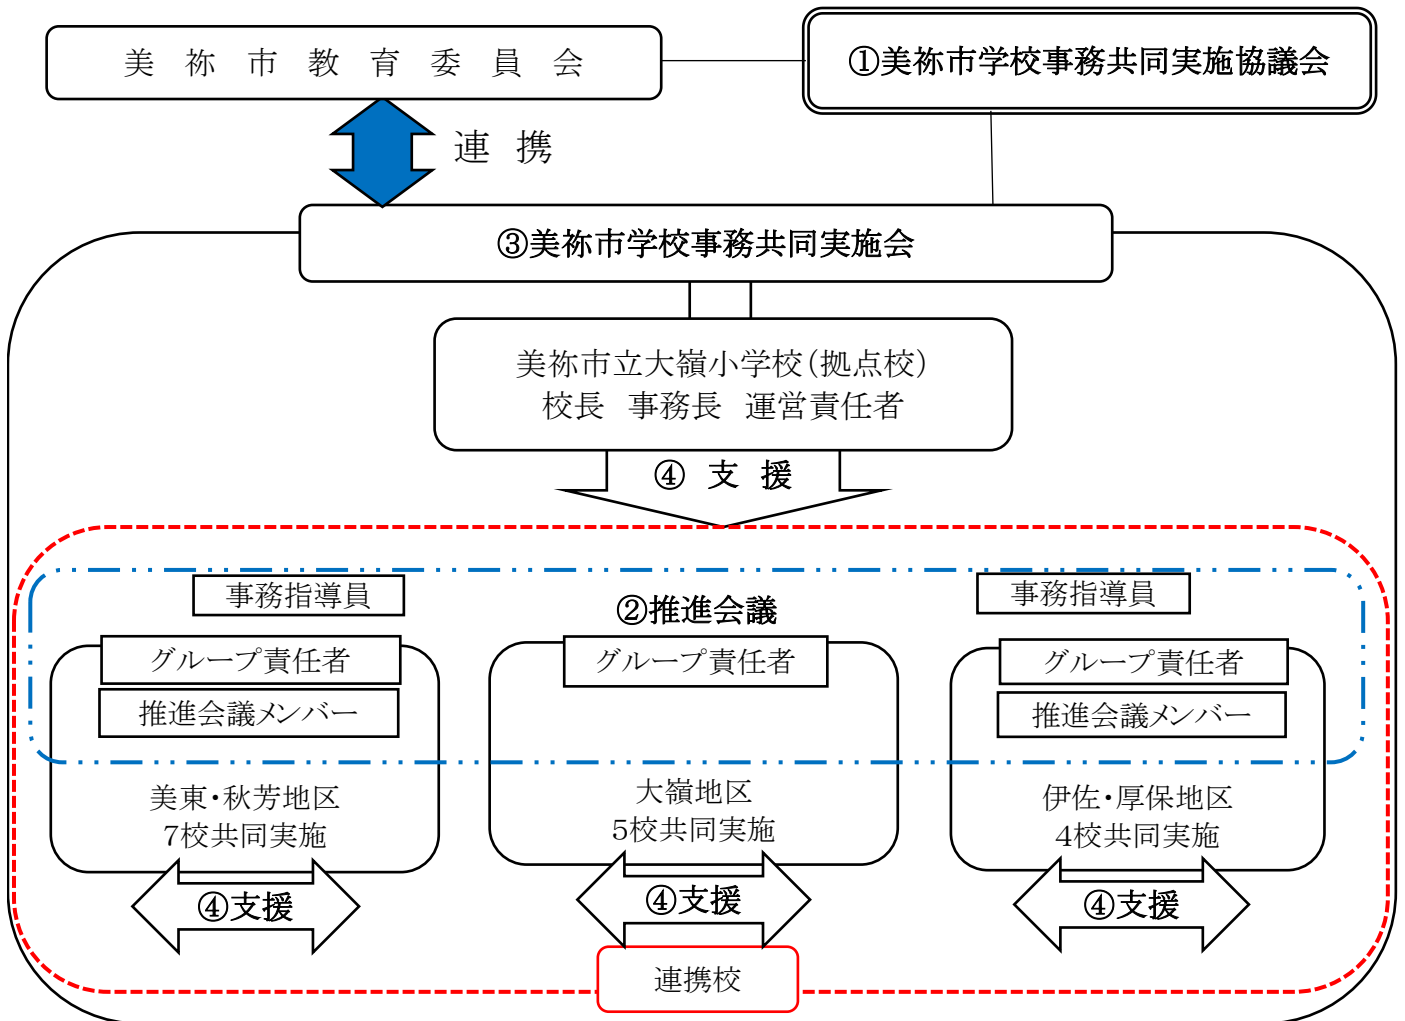 美祢市教育委員会
①美祢市学校事務共同実施協議会
連携
③美祢市学校事務共同実施会
美祢市立大嶺小学校(拠点校)
校長 事務長 運営責任者
④ 支 援
事務指導員
事務指導員
②推進会議
グループ責任者
グループ責任者
グループ責任者
推進会議メンバー
推進会議メンバー
美東・秋芳地区
7校共同実施
大嶺地区
5校共同実施
伊佐・厚保地区
4校共同実施
④支援
④支援
④支援
連携校